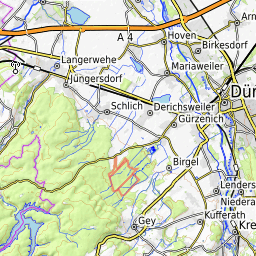 Arn
A 4
Hoven
Birkesdorf
Langerwehe
Mariaweiler
Jüngersdorf
Dür
Schlich
Derichsweiler
Gürzenich
Birgel
Lenders
Niedera
Gey
Kufferath
Kre